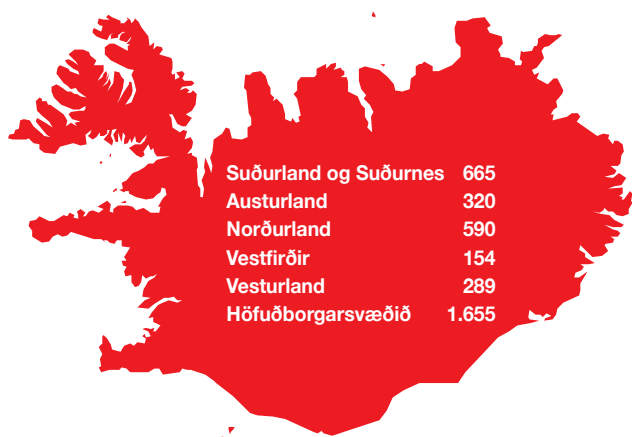 Suðurland og Suðurnes 665
Austurland 320
Norðurland 590
Vestfirðir 154
Vesturland 289
Höfuðborgarsvæðið 1.655